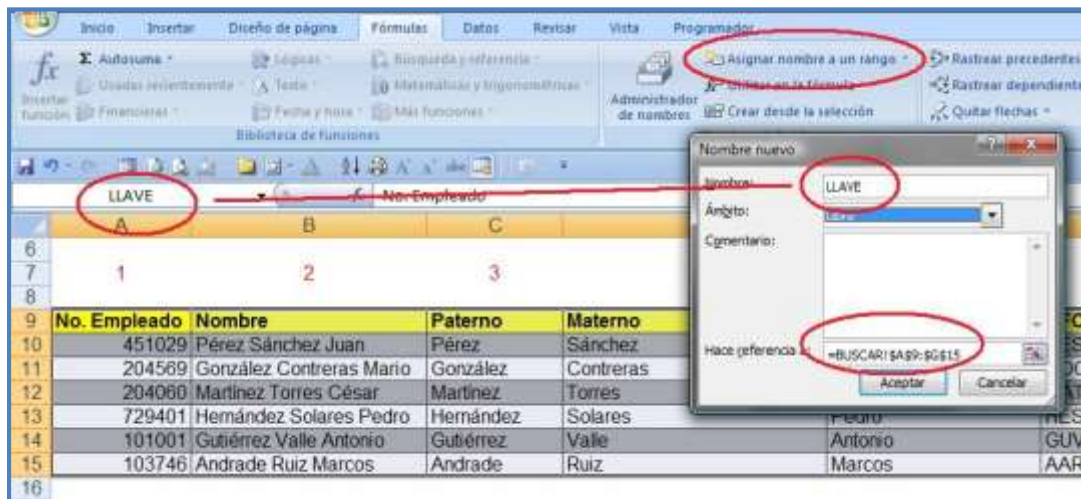 Inicio Insertar Diseño de página Fórmulas Datos Revisar Vista Programador
fx Σ Autosuma Lógicas Búsqueda y referencia Asignar nombre a un rango Rastrear precedentes
Usadas recientemente Texto Matemáticas y trigonométricas Utilizar en la fórmula Rastrear dependient
Insertar función Financieras Fecha y hora Más funciones Administrador de nombres Crear desde la selección Quitar flechas
Biblioteca de funciones
LLAVE No. Empleado
Nombre nuevo
Nombre: LLAVE
Ámbito:
Comentario:
Hace referencia a: =BUSCAR!$A$9:$G$15
Aceptar Cancelar
A B C
6
7 1 2 3
8
9 No. Empleado Nombre Paterno Materno
10 451029 Pérez Sánchez Juan Pérez Sánchez
11 204569 González Contreras Mario González Contreras
12 204060 Martínez Torres César Martínez Torres
13 729401 Hernández Solares Pedro Hernández Solares Pedro
14 101001 Gutiérrez Valle Antonio Gutiérrez Valle Antonio GUV
15 103746 Andrade Ruiz Marcos Andrade Ruiz Marcos AAR
16